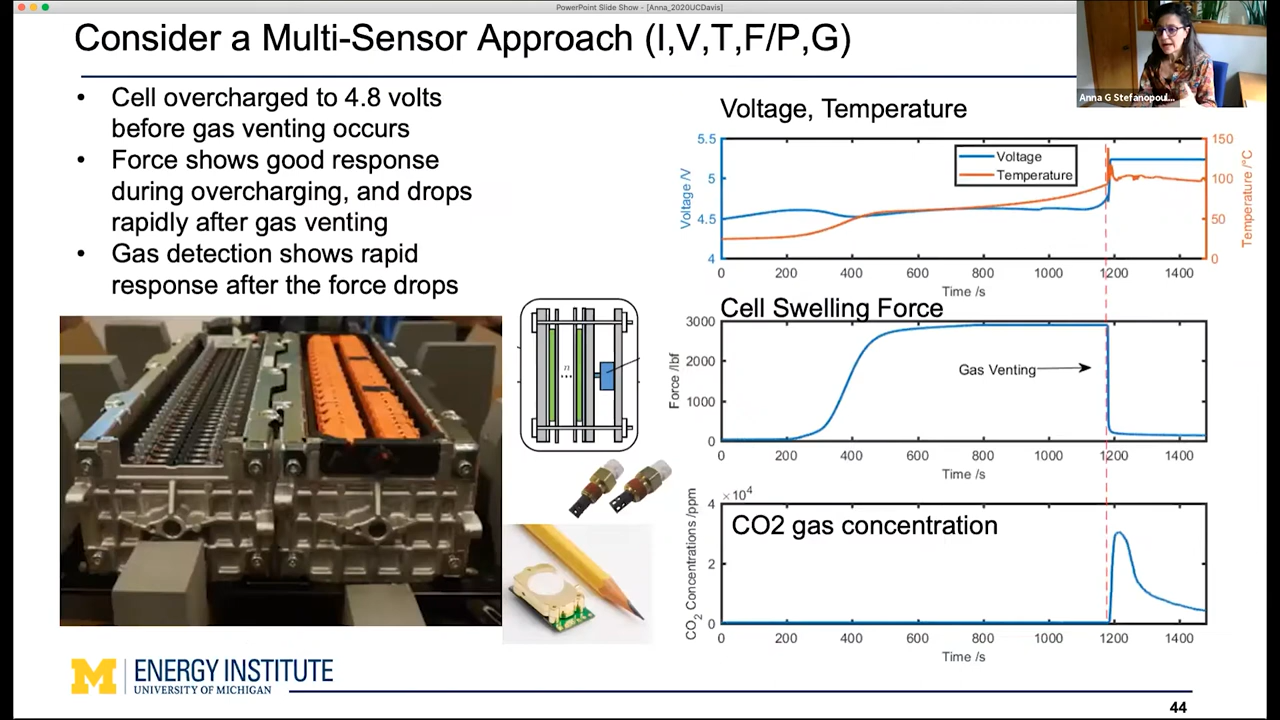 PowerPoint Slide Show - [Anna_2020UCDavis]
Consider a Multi-Sensor Approach (I,V,T,F/P,G)
Anna G Stefanopoul...
• Cell overcharged to 4.8 volts
before gas venting occurs
• Force shows good response
during overcharging, and drops
rapidly after gas venting
• Gas detection shows rapid
response after the force drops
n
...
Voltage, Temperature
Voltage /V
5.5
5
4.5
4
Voltage
Temperature
150
100
50
0
Temperature /°C
0 200 400 600 800 1000 1200 1400
Time /s
Cell Swelling Force
Force /lbf
3000
2000
1000
0
Gas Venting
0 200 400 600 800 1000 1200 1400
Time /s
CO2 gas concentration
CO2 Concentrations /ppm
×10^4
4
2
0
0 200 400 600 800 1000 1200 1400
Time /s
M ENERGY INSTITUTE
UNIVERSITY OF MICHIGAN
44